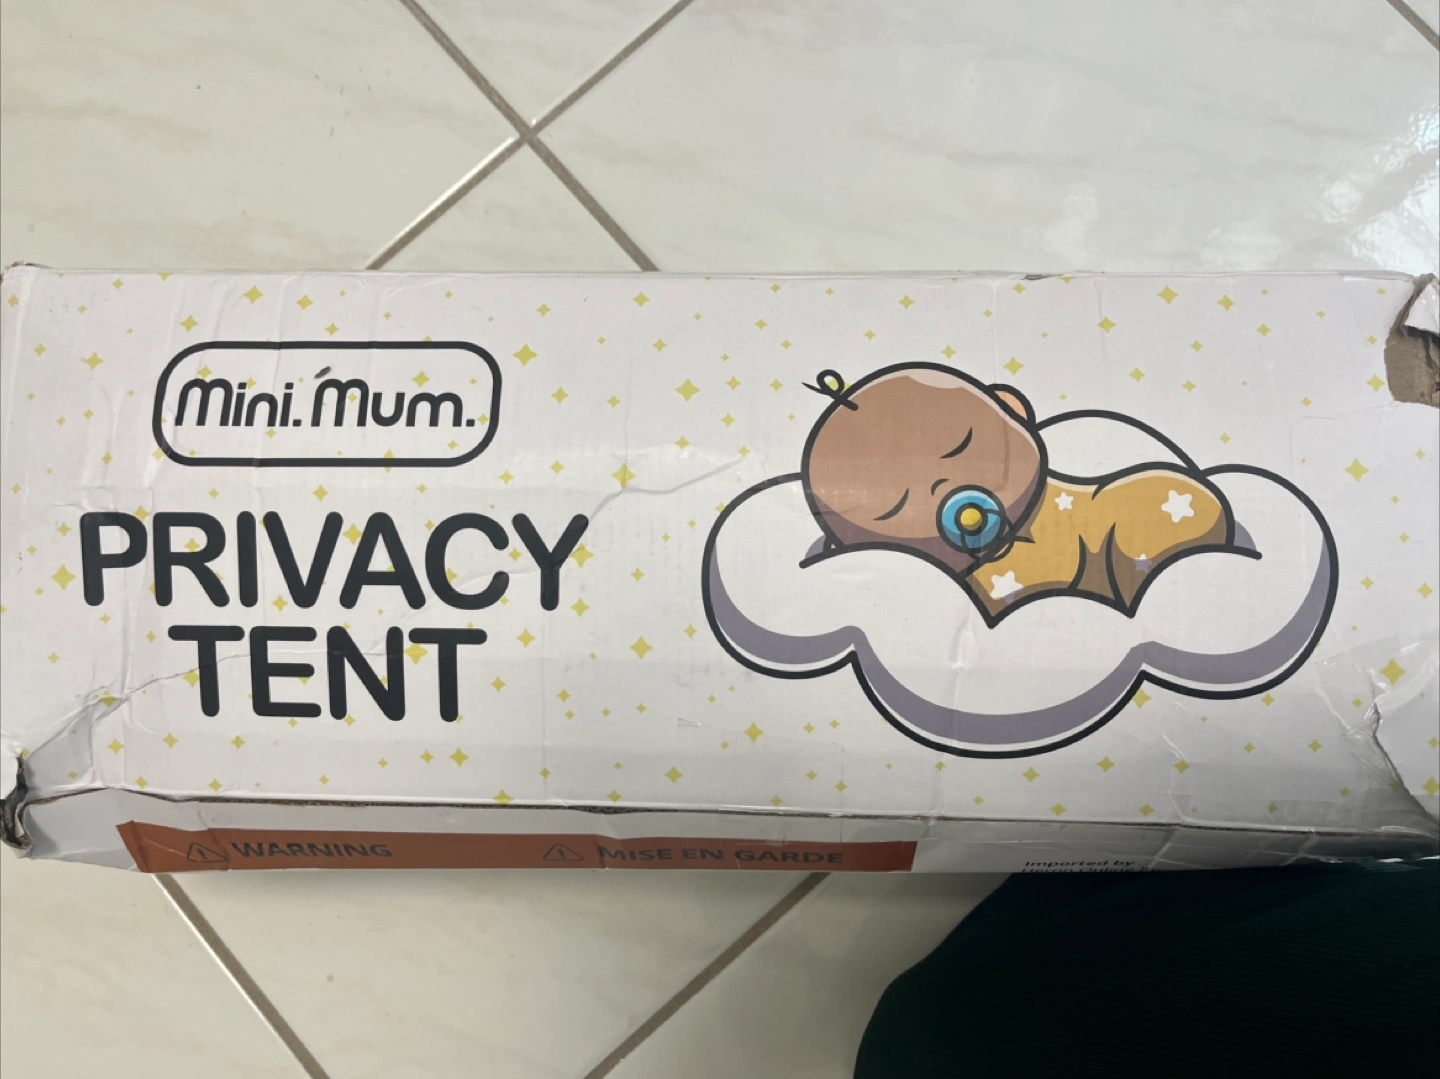 Mini.Mum.
PRIVACY
TENT
WARNING
MISE EN GARDE
Imported by